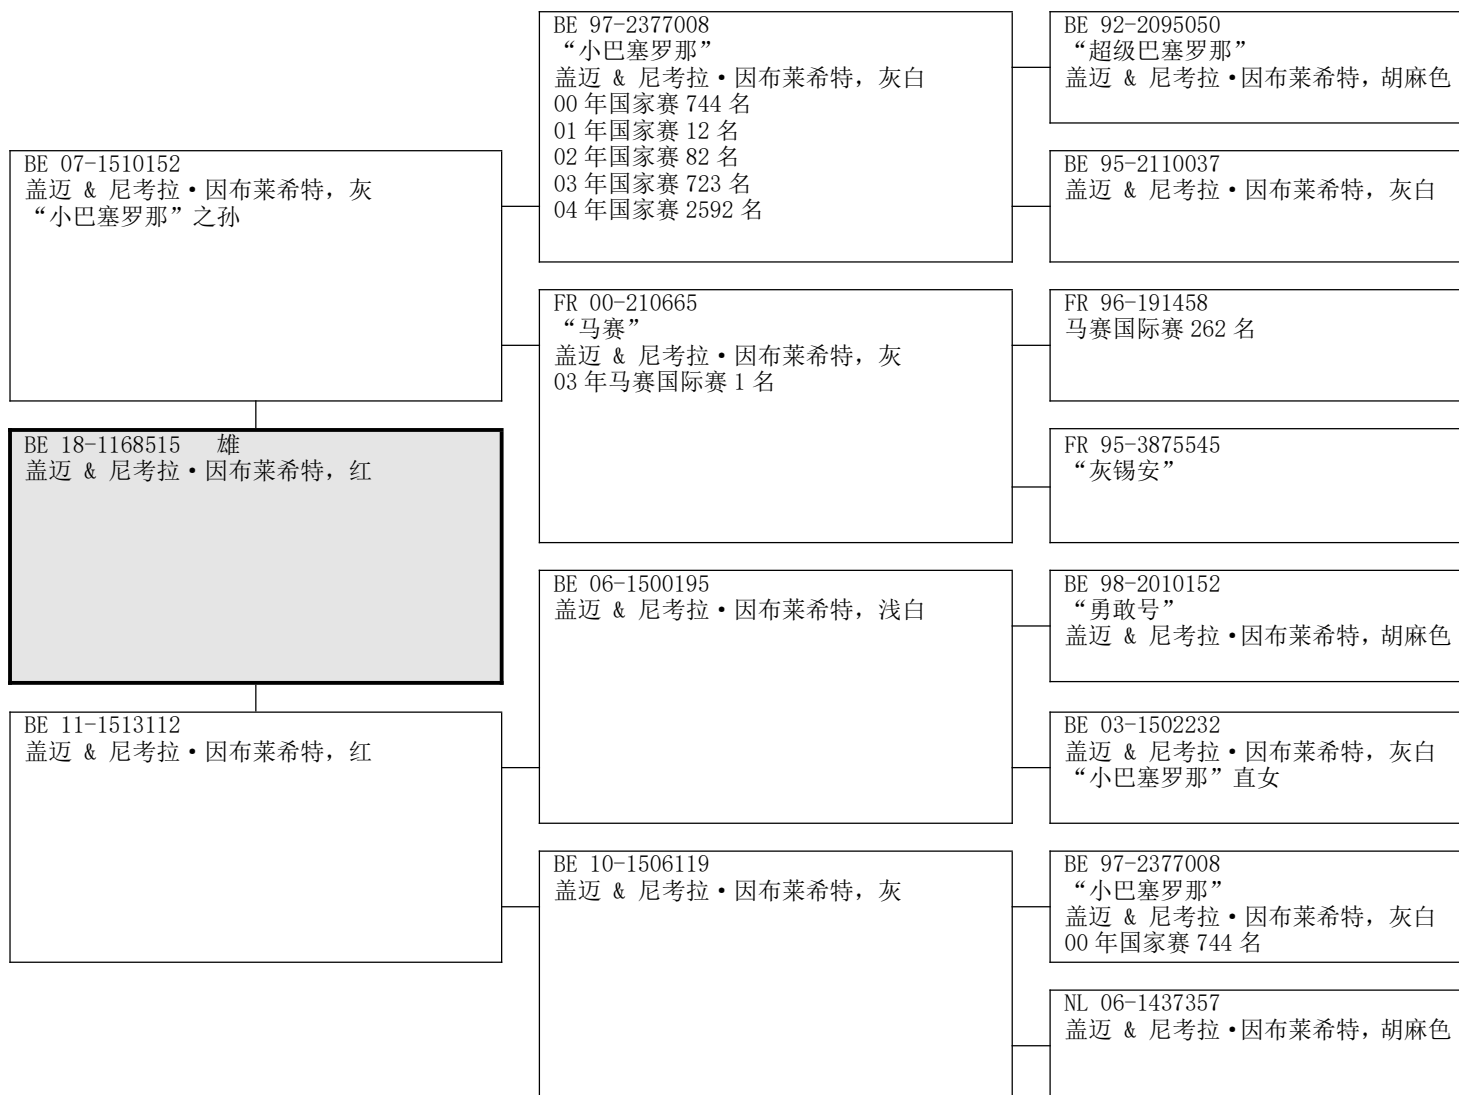 BE 07-1510152
盖迈 & 尼考拉·因布莱希特，灰
“小巴塞罗那”之孙
BE 18-1168515 雄
盖迈 & 尼考拉·因布莱希特，红
BE 11-1513112
盖迈 & 尼考拉·因布莱希特，红
BE 97-2377008
“小巴塞罗那”
盖迈 & 尼考拉·因布莱希特，灰白
00 年国家赛 744 名
01 年国家赛 12 名
02 年国家赛 82 名
03 年国家赛 723 名
04 年国家赛 2592 名
FR 00-210665
“马赛”
盖迈 & 尼考拉·因布莱希特，灰
03 年马赛国际赛 1 名
BE 06-1500195
盖迈 & 尼考拉·因布莱希特，浅白
BE 10-1506119
盖迈 & 尼考拉·因布莱希特，灰
BE 92-2095050
“超级巴塞罗那”
盖迈 & 尼考拉·因布莱希特，胡麻色
BE 95-2110037
盖迈 & 尼考拉·因布莱希特，灰白
FR 96-191458
马赛国际赛 262 名
FR 95-3875545
“灰锡安”
BE 98-2010152
“勇敢号”
盖迈 & 尼考拉·因布莱希特，胡麻色
BE 03-1502232
盖迈 & 尼考拉·因布莱希特，灰白
“小巴塞罗那”直女
BE 97-2377008
“小巴塞罗那”
盖迈 & 尼考拉·因布莱希特，灰白
00 年国家赛 744 名
NL 06-1437357
盖迈 & 尼考拉·因布莱希特，胡麻色